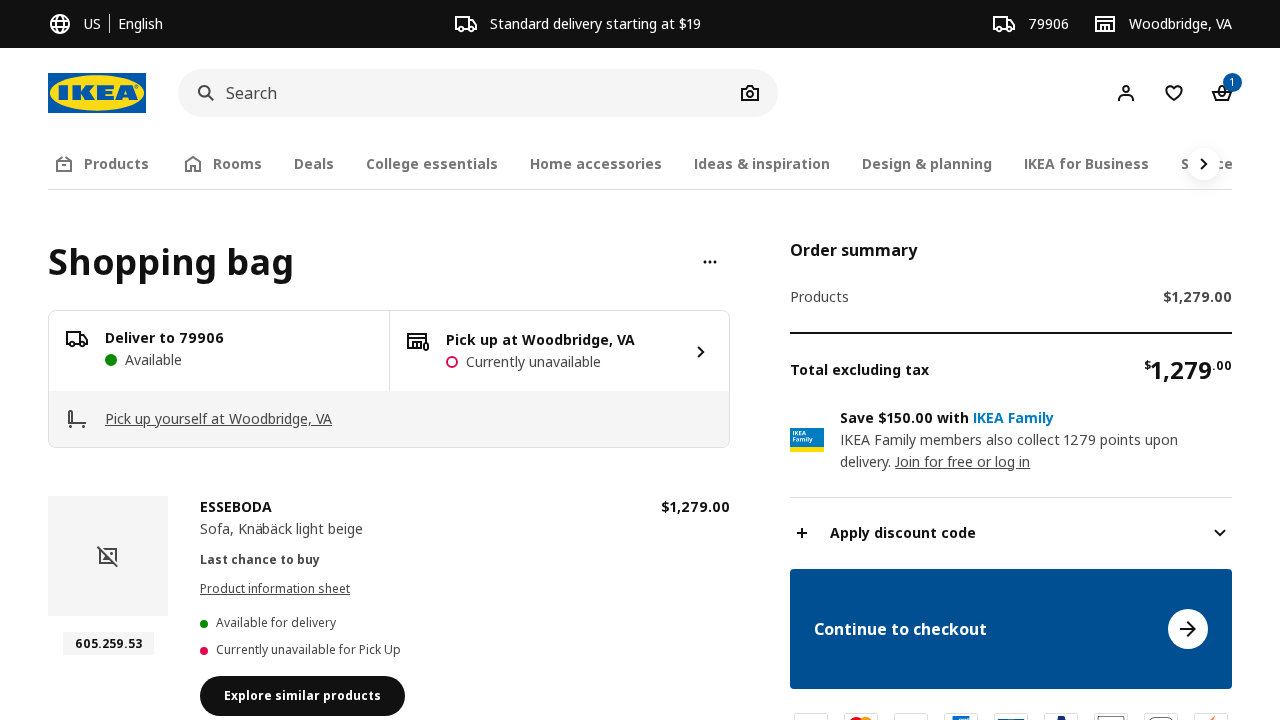 US
English
Standard delivery starting at $19
79906
Woodbridge, VA
IKEA
Search
1
Products
Rooms
Deals
College essentials
Home accessories
Ideas & inspiration
Design & planning
IKEA for Business
Shopping bag
Deliver to 79906
Available
Pick up at Woodbridge, VA
Currently unavailable
Pick up yourself at Woodbridge, VA
ESSEBODA
$1,279.00
Sofa, Knäbäck light beige
Last chance to buy
Product information sheet
605.259.53
Available for delivery
Currently unavailable for Pick Up
Explore similar products
Order summary
Products
$1,279.00
Total excluding tax
$1,279.00
IKEA
Family
Save $150.00 with IKEA Family
IKEA Family members also collect 1279 points upon
delivery. Join for free or log in
Apply discount code
Continue to checkout